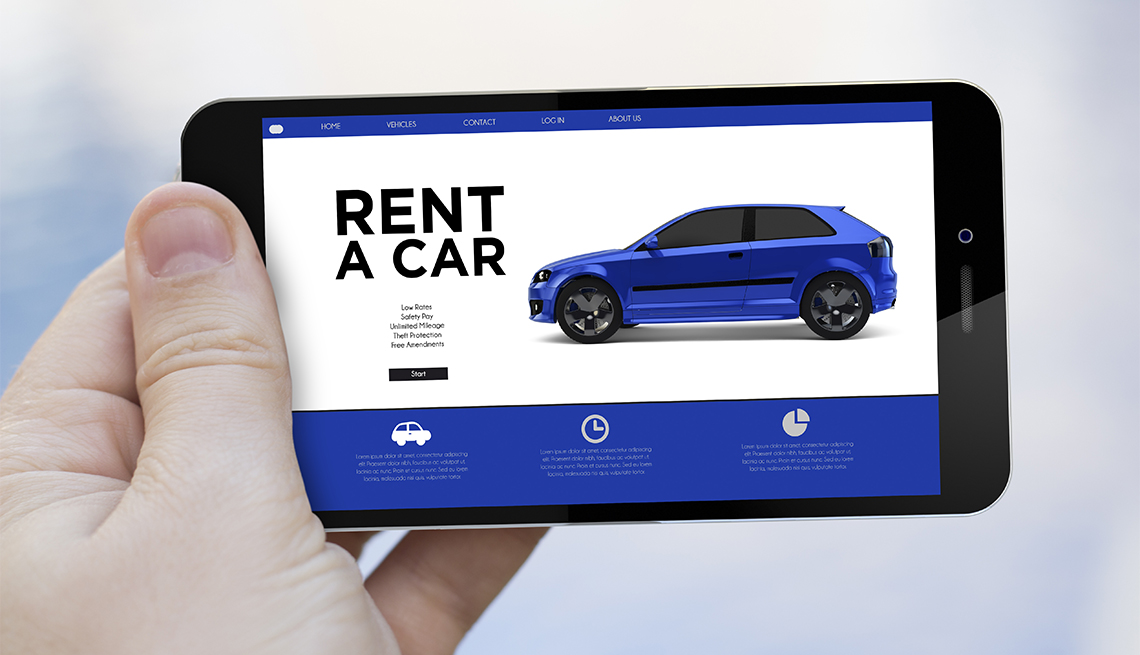 HOME VEHICLES CONTACT LOG IN ABOUT US
RENT
A CAR
Low Rates
Safety Pay
Unlimited Mileage
Theft Protection
Free Amendments
Start
Lorem ipsum dolor sit amet, consectetur
elit. Praesent dolor nibh, faucibus ac volutpat
lacinia ac nunc. Proin et cursus nunc. Sed eu lorem
lacinia, malesuada nisi quis, vulputate tortor.
Lorem ipsum dolor sit amet, consectetur adipiscing
elit. Praesent dolor nibh, faucibus ac volutpat ut,
lacinia ac nunc. Proin et cursus nunc. Sed eu lorem
lacinia, malesuada nisi quis, vulputate tortor.
Lorem ipsum dolor sit amet, consectetur adipiscing
elit. Praesent dolor nibh, faucibus ac volutpat ut,
lacinia ac nunc. Proin et cursus nunc. Sed eu lorem
lacinia, malesuada nisi quis, vulputate tortor.